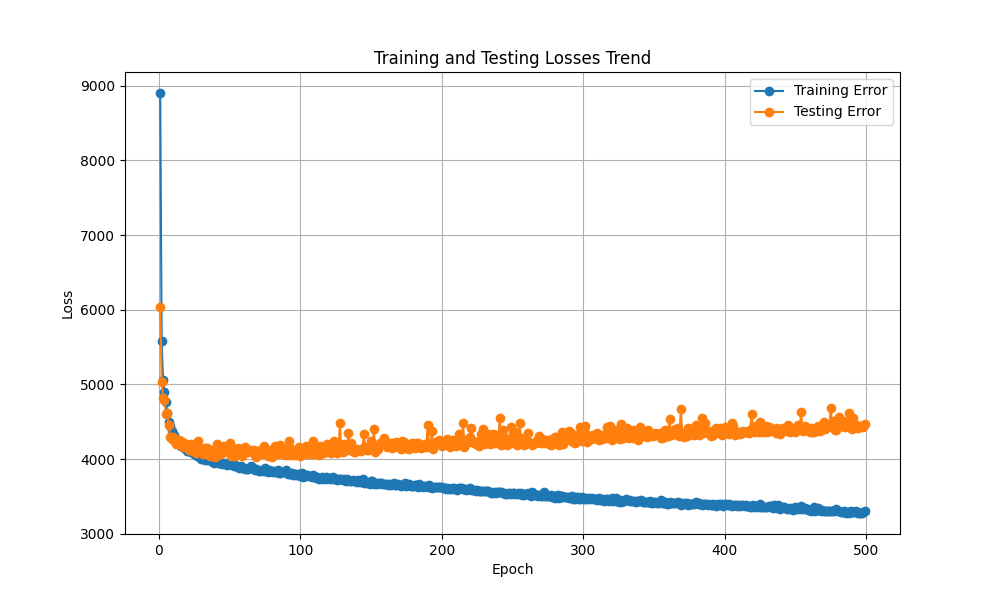 Training and Testing Losses Trend
9000
8000
7000
6000
5000
4000
3000
Loss
Training Error
Testing Error
0
100
200
300
400
500
Epoch